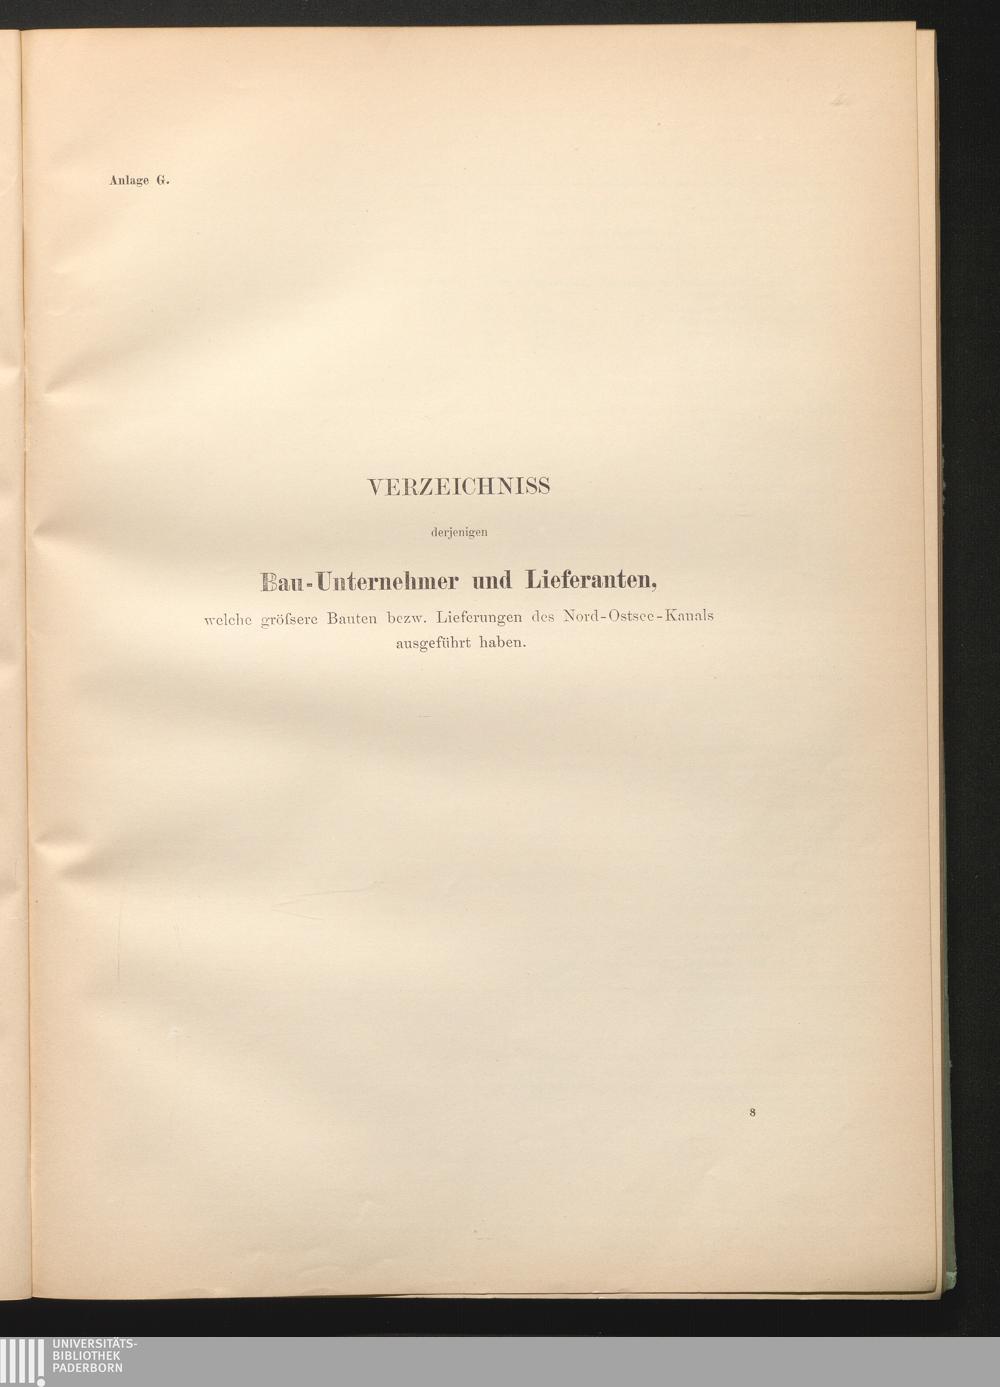 Anlage G.
VERZEICHNISS
derjenigen
Bau-Unternehmer und Lieferanten,
welche gröſsere Bauten bezw. Lieferungen des Nord-Ostsee-Kanals
ausgeführt haben.
8
UNIVERSITÄTS-
BIBLIOTHEK
PADERBORN